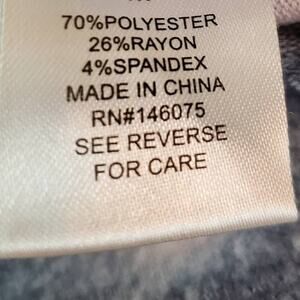 70%POLYESTER
26%RAYON
4%SPANDEX
MADE IN CHINA
RN#146075
SEE REVERSE
FOR CARE